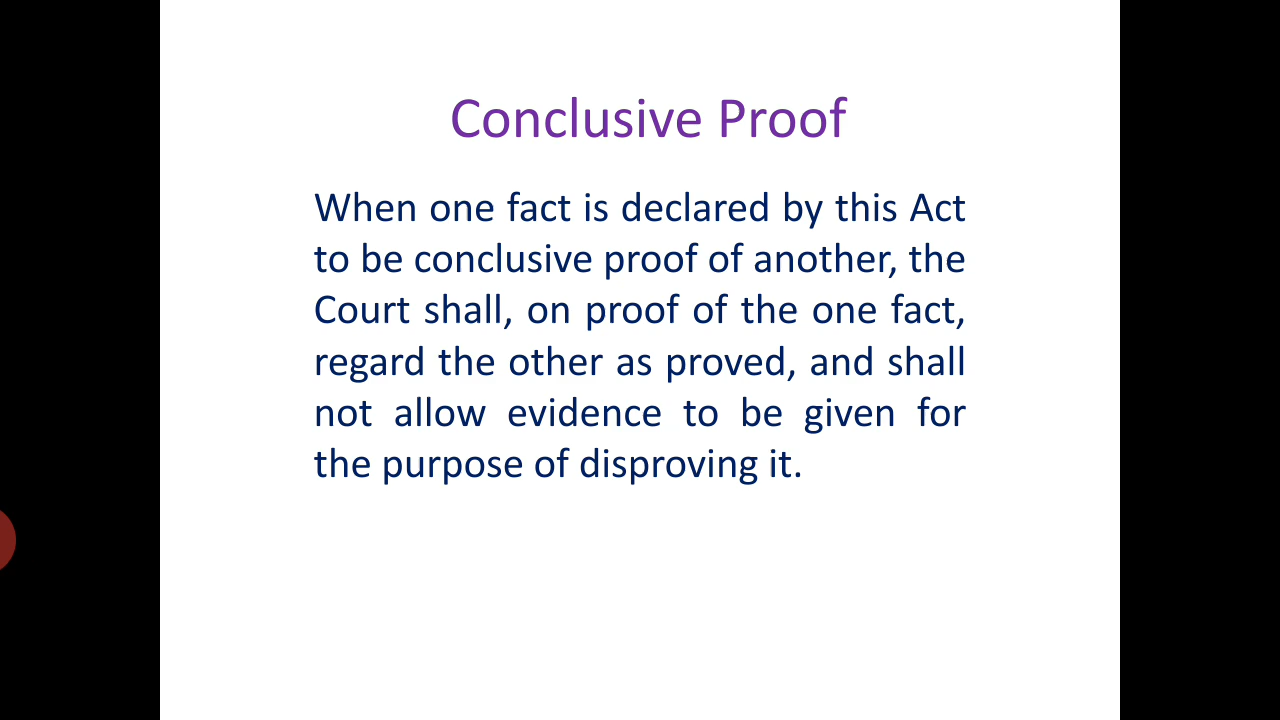 Conclusive Proof
When one fact is declared by this Act
to be conclusive proof of another, the
Court shall, on proof of the one fact,
regard the other as proved, and shall
not allow evidence to be given for
the purpose of disproving it.